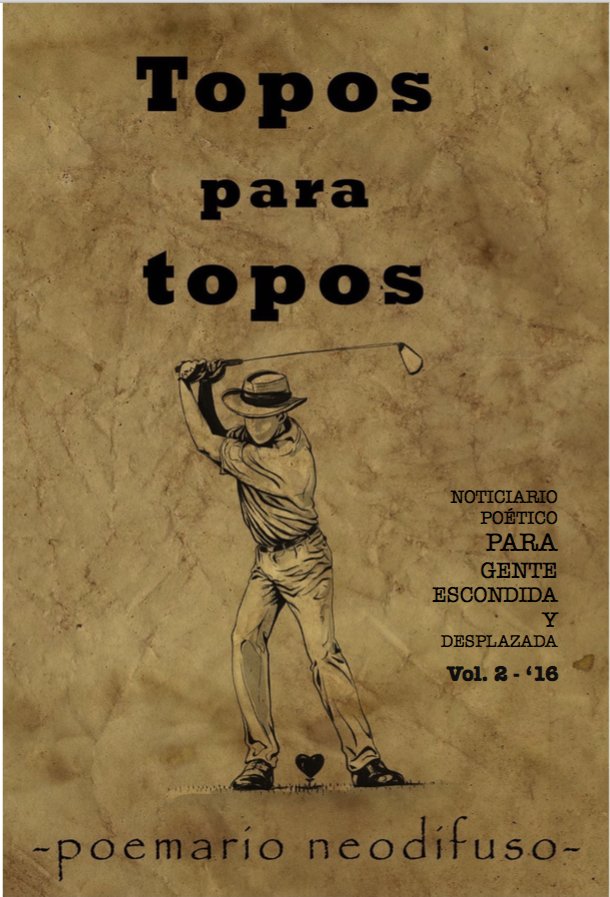 Topos
para
topos
NOTICIARIO
POÉTICO
PARA
GENTE
ESCONDIDA
Y
DESPLAZADA
Vol. 2 - ‘16
-poemario neodifuso-